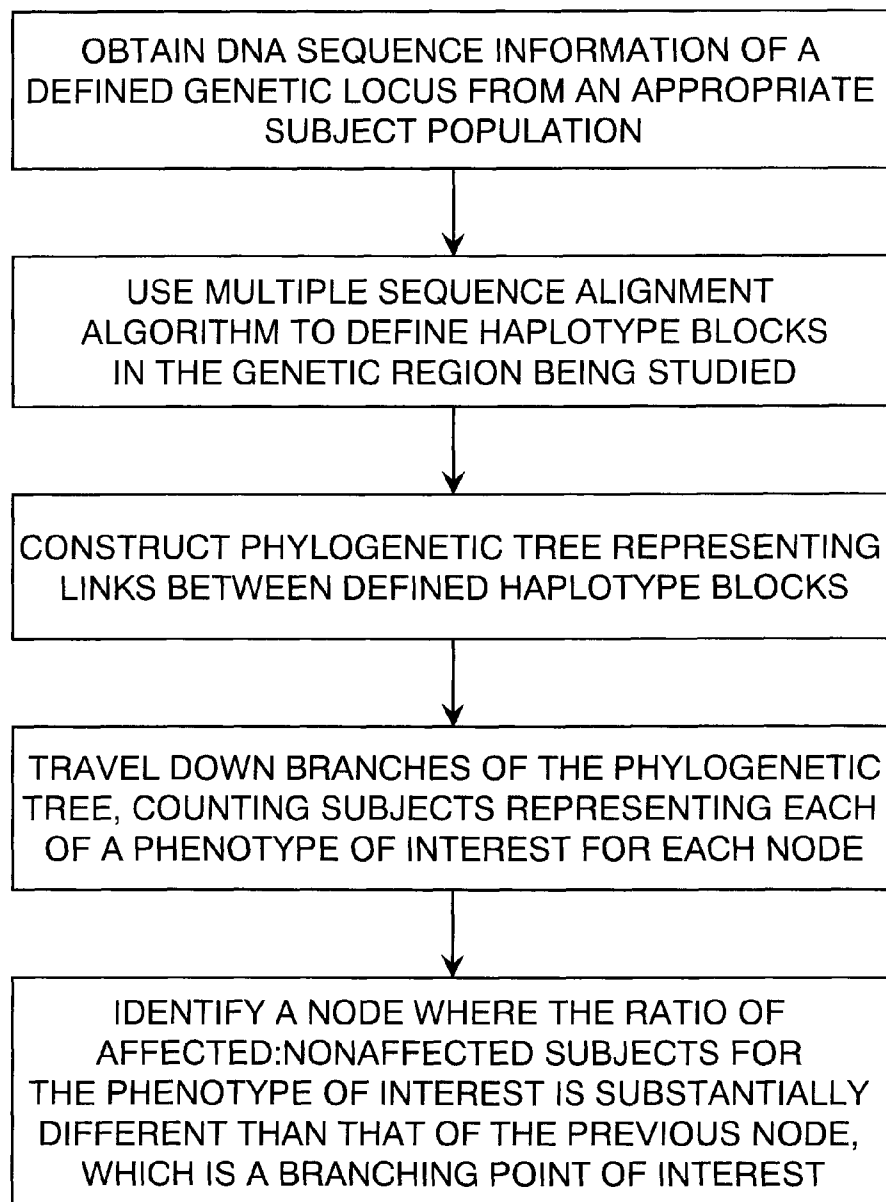 OBTAIN DNA SEQUENCE INFORMATION OF A
DEFINED GENETIC LOCUS FROM AN APPROPRIATE
SUBJECT POPULATION
USE MULTIPLE SEQUENCE ALIGNMENT
ALGORITHM TO DEFINE HAPLOTYPE BLOCKS
IN THE GENETIC REGION BEING STUDIED
CONSTRUCT PHYLOGENETIC TREE REPRESENTING
LINKS BETWEEN DEFINED HAPLOTYPE BLOCKS
TRAVEL DOWN BRANCHES OF THE PHYLOGENETIC
TREE, COUNTING SUBJECTS REPRESENTING EACH
OF A PHENOTYPE OF INTEREST FOR EACH NODE
IDENTIFY A NODE WHERE THE RATIO OF
AFFECTED:NONAFFECTED SUBJECTS FOR
THE PHENOTYPE OF INTEREST IS SUBSTANTIALLY
DIFFERENT THAN THAT OF THE PREVIOUS NODE,
WHICH IS A BRANCHING POINT OF INTEREST